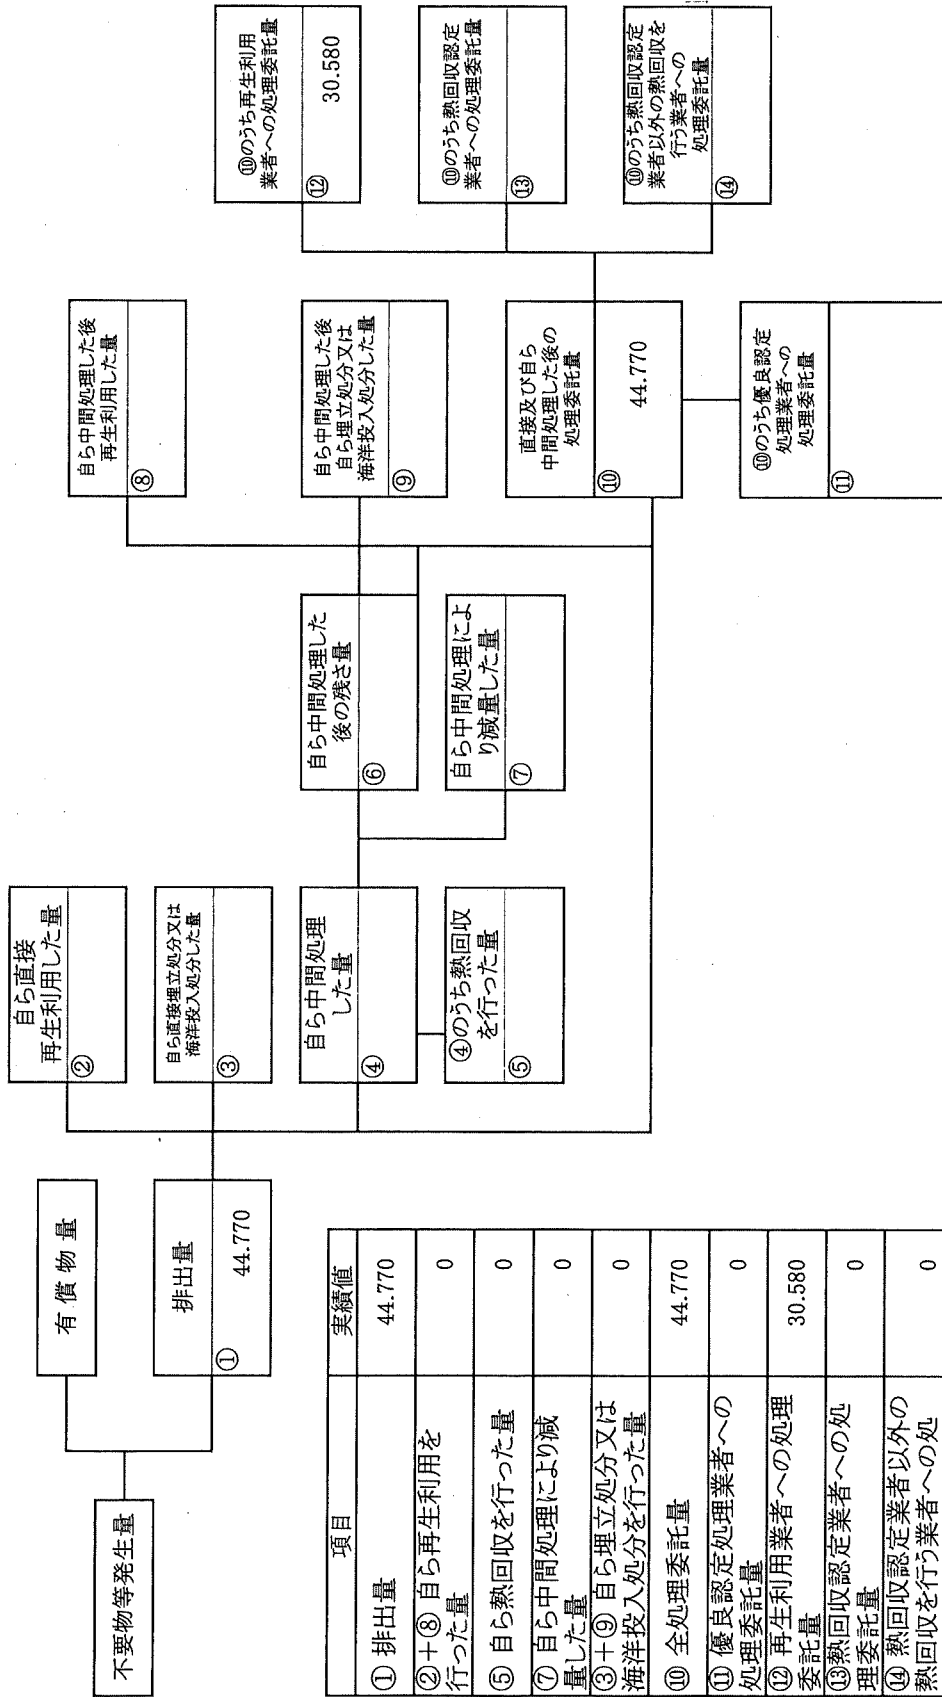 不要物等発生量
有償物量
排出量
①
44.770
自ら直接
再生利用した量
②
自ら直接埋立処分又は
海洋投入処分した量
③
自ら中間処理
した量
④
④のうち熱回収
を行った量
⑤
自ら中間処理した
後の残さ量
⑥
自ら中間処理によ
り減量した量
⑦
自ら中間処理した後
再生利用した量
⑧
自ら中間処理した後
自ら埋立処分又は
海洋投入処分した量
⑨
直接及び自ら
中間処理した後の
処理委託量
⑩
44.770
⑩のうち優良認定
処理業者への
処理委託量
⑪
⑩のうち再生利用
業者への処理委託量
⑫
30.580
⑩のうち熱回収認定
業者への処理委託量
⑬
⑩のうち熱回収認定
業者以外の熱回収を
行う業者への
処理委託量
⑭
項目 実績値
① 排出量 44.770
②+⑧ 自ら再生利用を
行った量 0
⑤ 自ら熱回収を行った量 0
⑦ 自ら中間処理により減
量した量 0
③+⑨ 自ら埋立処分又は
海洋投入処分を行った量 0
⑩ 全処理委託量 44.770
⑪ 優良認定処理業者への
処理委託量 0
⑫ 再生利用業者への処理
委託量 30.580
⑬熱回収認定業者への処
理委託量 0
⑭ 熱回収認定業者以外の
熱回収を行う業者への処 0